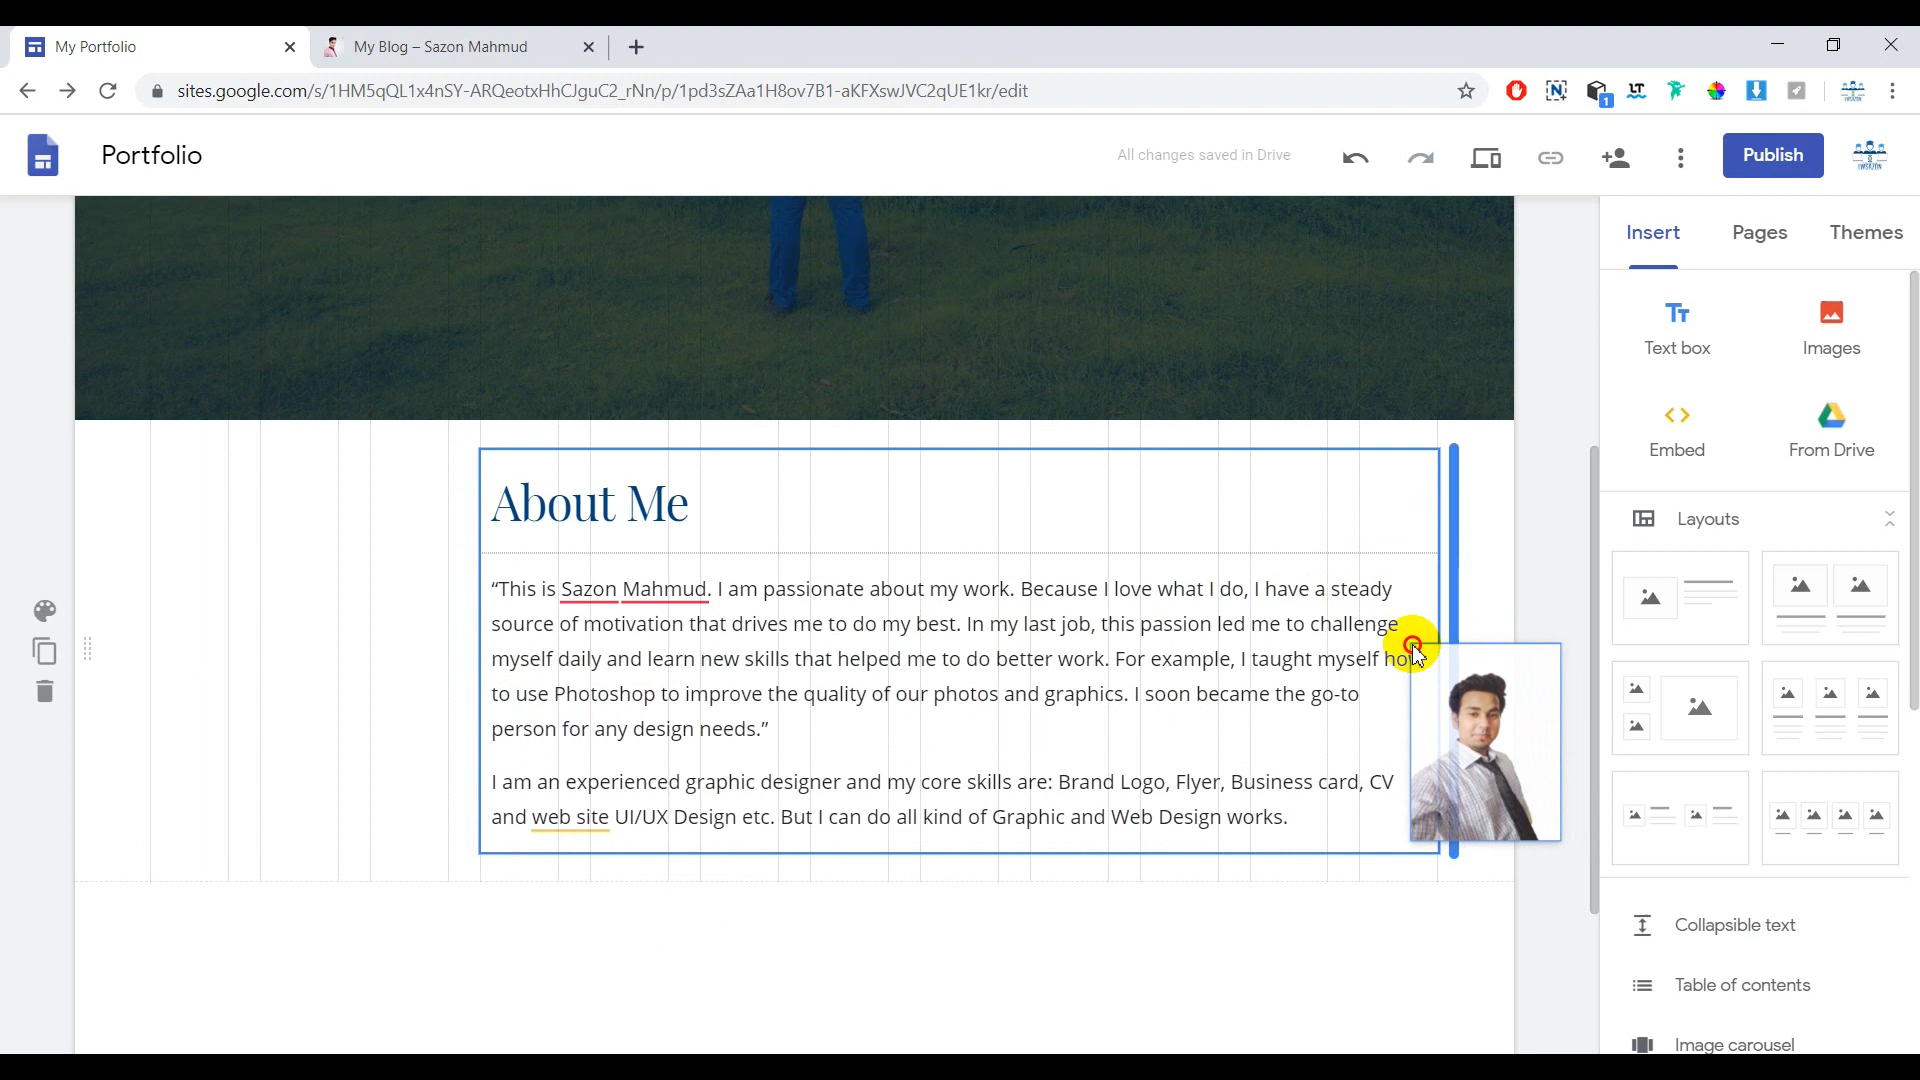 My Portfolio
My Blog – Sazon Mahmud
sites.google.com/s/1HM5qQL1x4nSY-ARQeotxHhCJguC2_rNn/p/1pd3sZAa1H8ov7B1-aKFXswJVC2qUE1kr/edit
1
LT
Portfolio
All changes saved in Drive
Publish
Insert
Pages
Themes
Text box
Images
Embed
From Drive
Layouts
Collapsible text
Table of contents
Image carousel
About Me
“This is Sazon Mahmud. I am passionate about my work. Because I love what I do, I have a steady
source of motivation that drives me to do my best. In my last job, this passion led me to challenge
myself daily and learn new skills that helped me to do better work. For example, I taught myself how
to use Photoshop to improve the quality of our photos and graphics. I soon became the go-to
person for any design needs.”
I am an experienced graphic designer and my core skills are: Brand Logo, Flyer, Business card, CV
and web site UI/UX Design etc. But I can do all kind of Graphic and Web Design works.